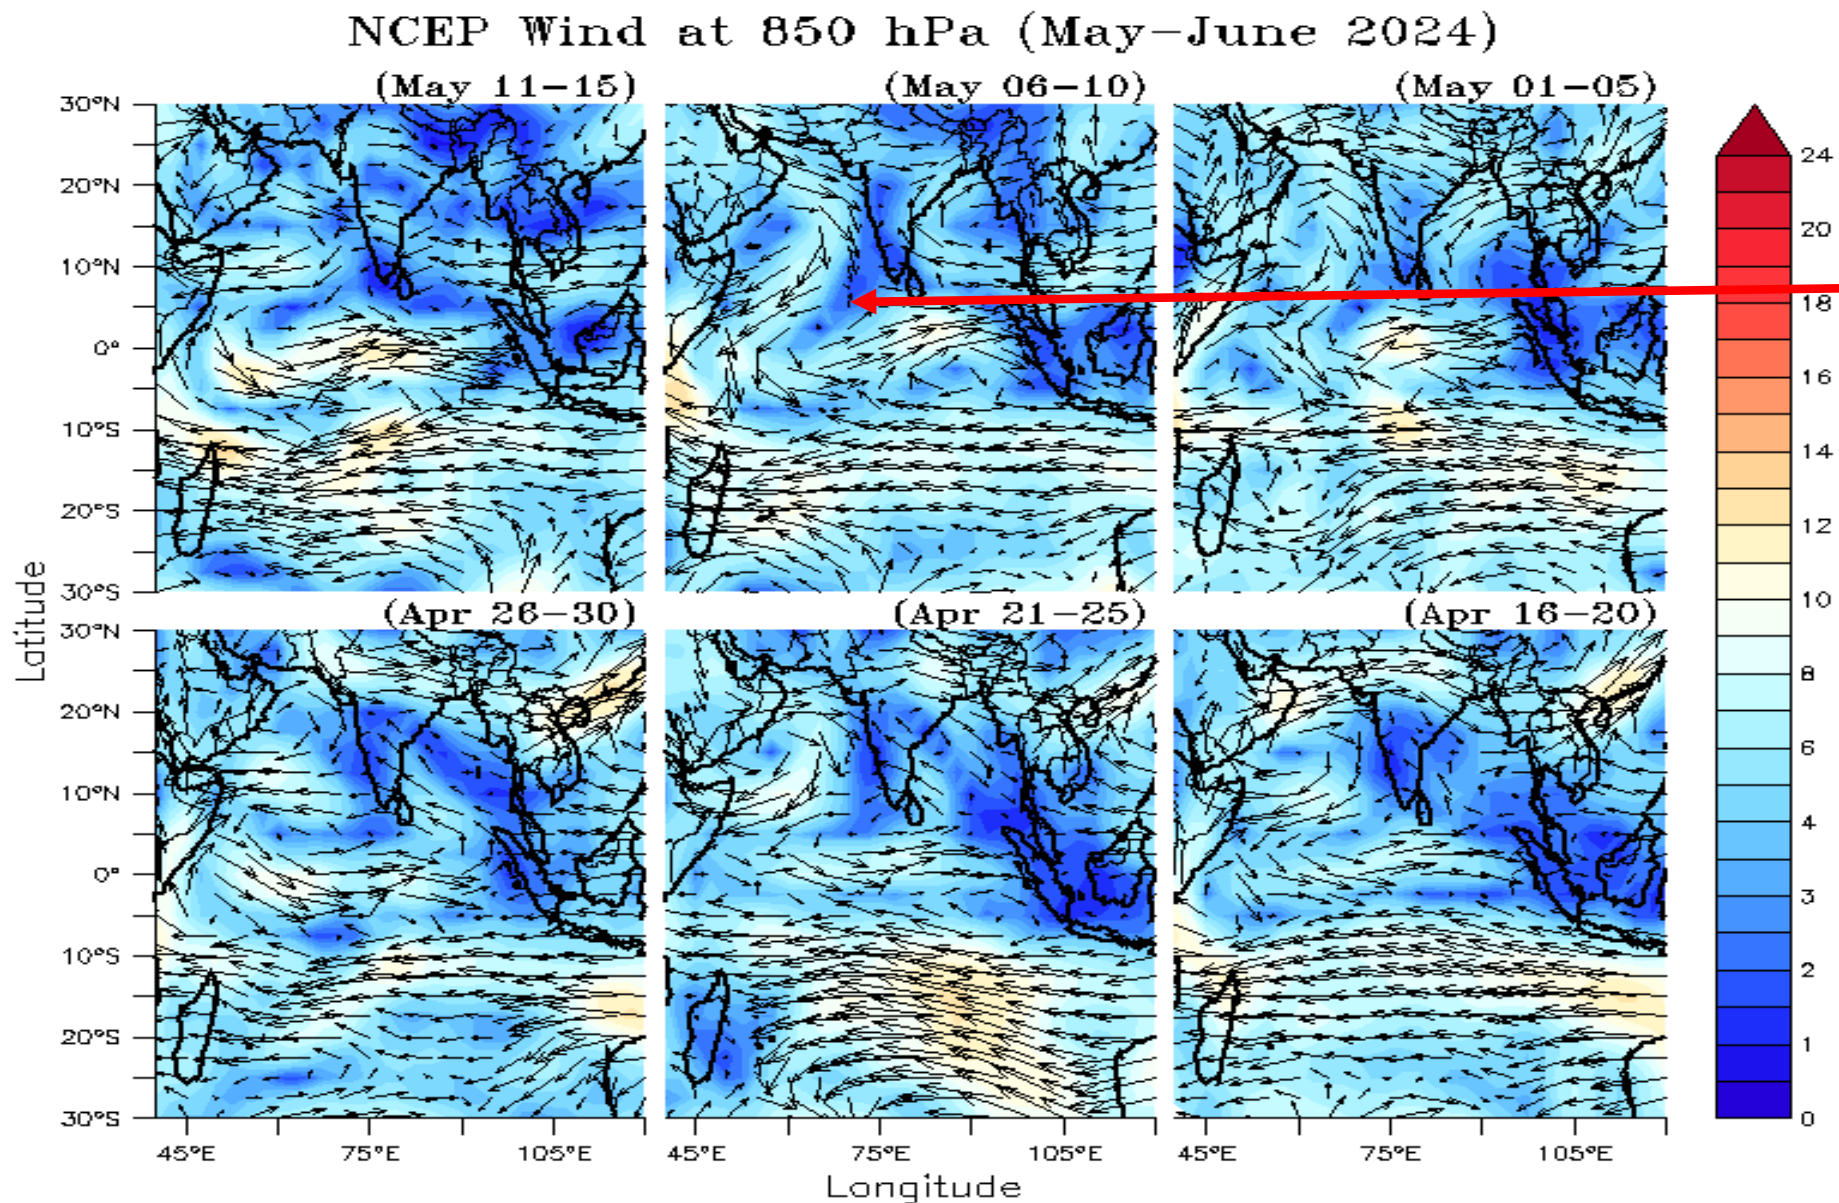 NCEP Wind at 850 hPa (May-June 2024)
(May 11-15) (May 06-10) (May 01-05)
30°N
20°N
10°N
0°
10°S
20°S
30°S
(Apr 26-30) (Apr 21-25) (Apr 16-20)
30°N
20°N
10°N
0°
10°S
20°S
30°S
Latitude
45°E 75°E 105°E 45°E 75°E 105°E 45°E 75°E 105°E
Longitude
24
20
18
16
14
12
10
8
6
4
3
2
1
0